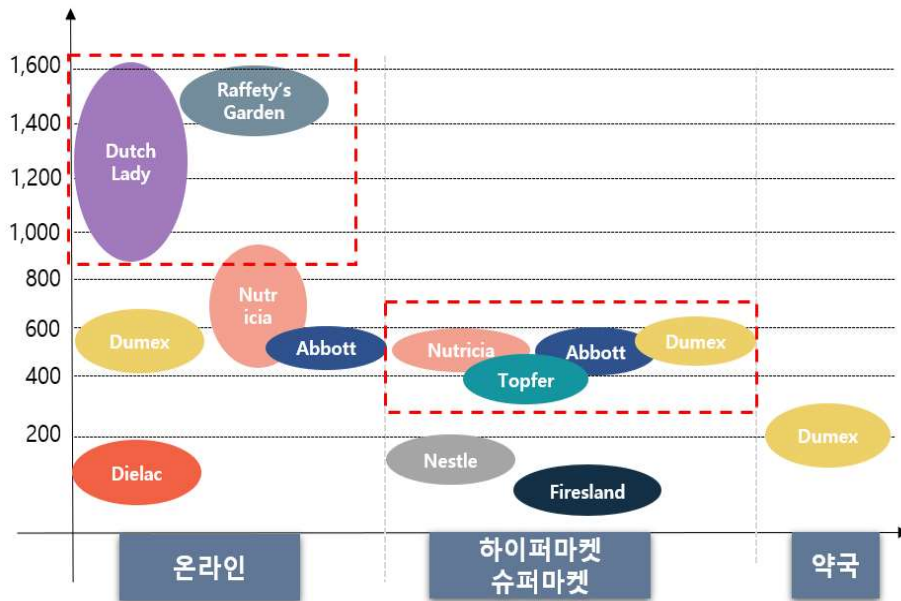 1,600
1,400
1,200
1,000
800
600
400
200
Raffety's
Garden
Dutch
Lady
Nutr
icia
Dumex
Abbott
Dielac
Nutricia
Abbott
Dumex
Topfer
Nestle
Firesland
Dumex
온라인
하이퍼마켓
슈퍼마켓
약국